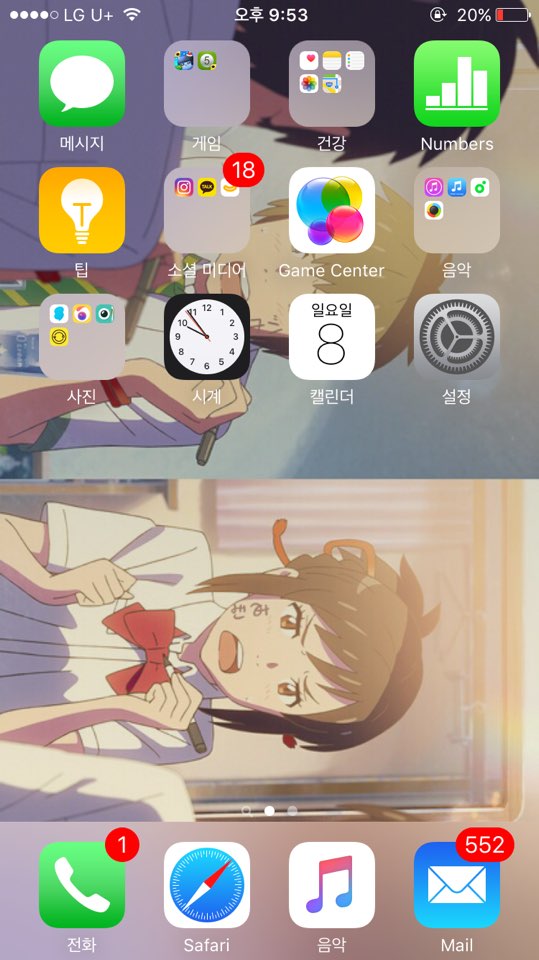 LG U+ 오후 9:53 20%
메시지 게임 건강 Numbers
18
TALK
팁 소셜 미디어 Game Center 음악
일요일
8
12 1 2 3 4 5 6 7 8 9 10 11
사진 시계 캘린더 설정
1 552
전화 Safari 음악 Mail